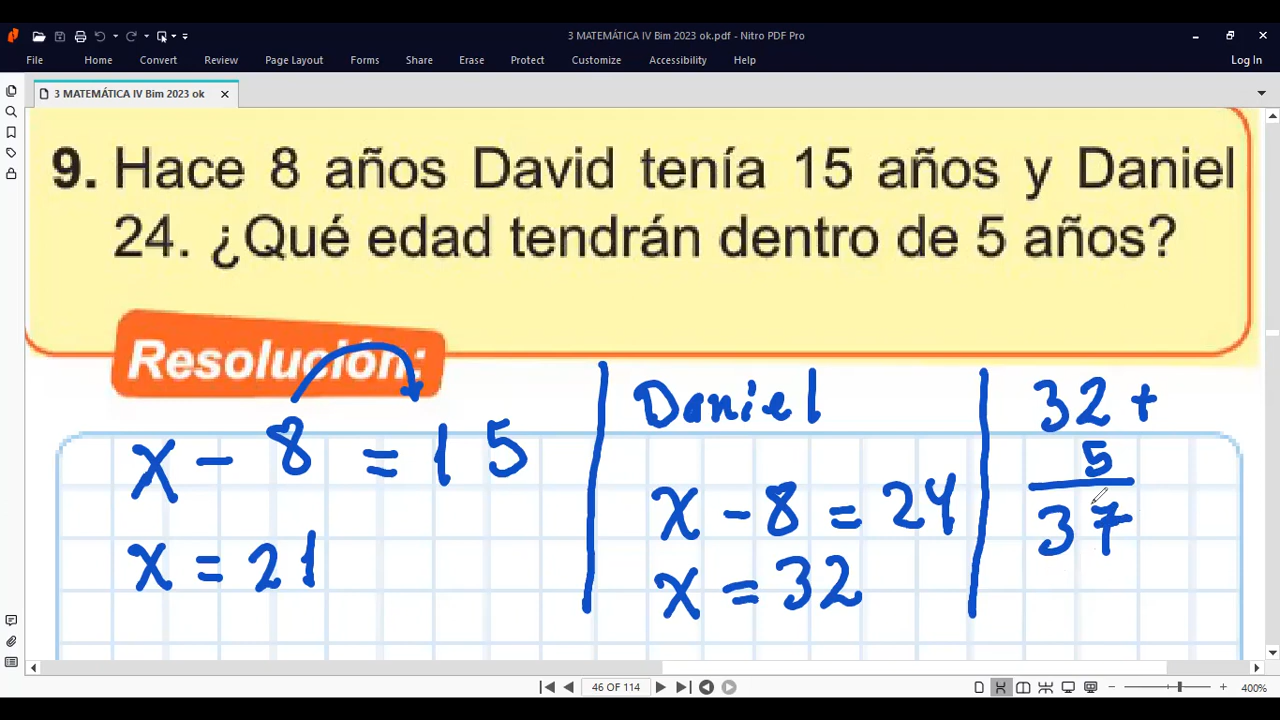 3 MATEMÁTICA IV Bim 2023 ok.pdf - Nitro PDF Pro
File Home Convert Review Page Layout Forms Share Erase Protect Customize Accessibility Help Log In
3 MATEMÁTICA IV Bim 2023 ok
9. Hace 8 años David tenía 15 años y Daniel
24. ¿Qué edad tendrán dentro de 5 años?
Resolución:
x - 8 = 15
x = 21
Daniel
x - 8 = 24
x = 32
32 +
5
37
46 OF 114
400%